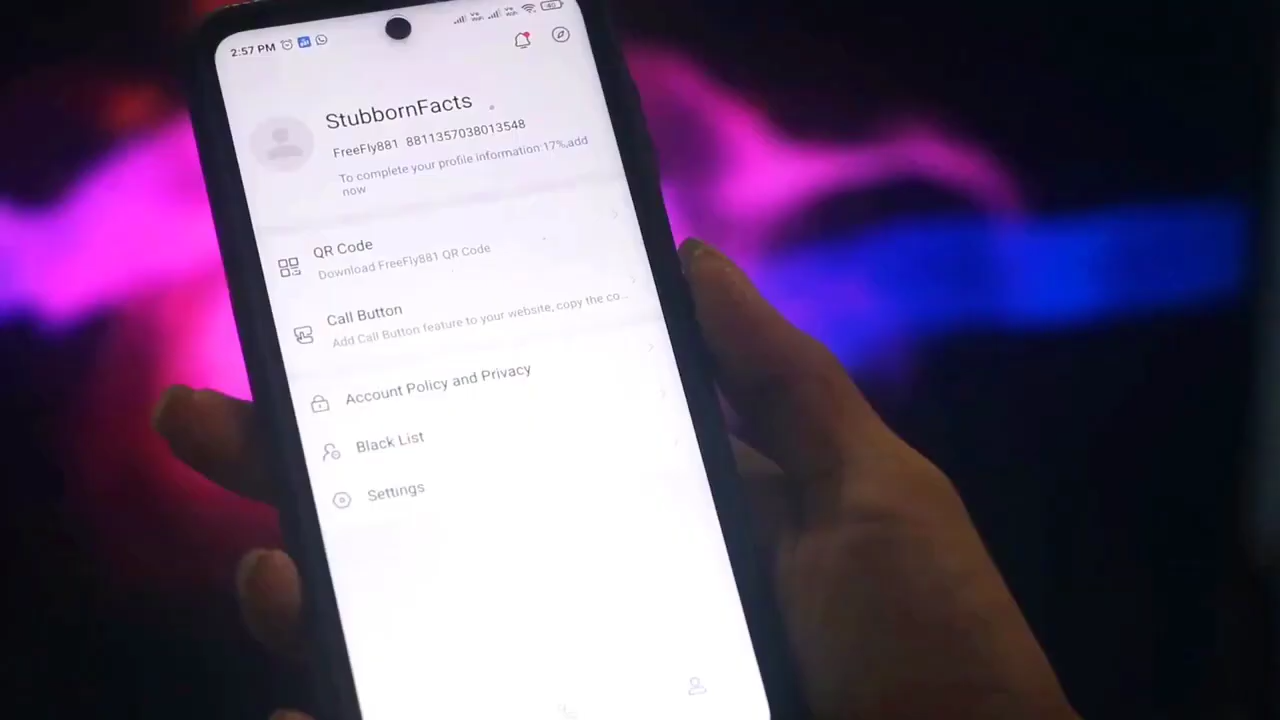 2:57 PM
StubbornFacts
FreeFly881 8811357038013548
To complete your profile information:17%,add
now
QR Code
Download FreeFly881 QR Code
Call Button
Add Call Button feature to your website, copy the co...
Account Policy and Privacy
Black List
Settings